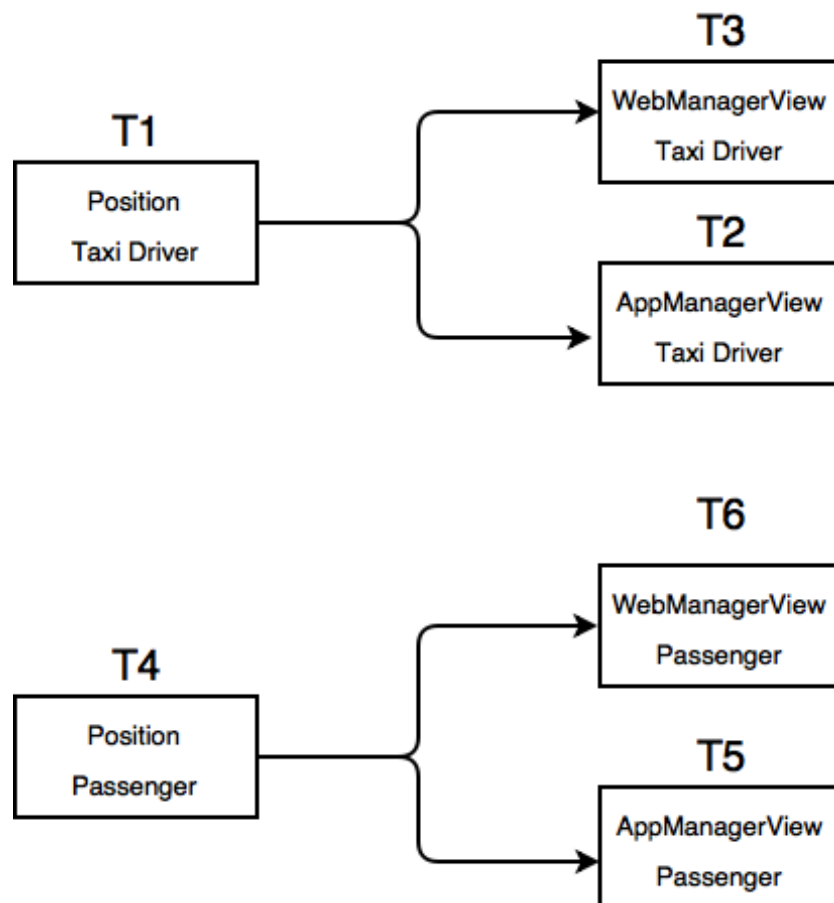 T3
WebManagerView
Taxi Driver
T1
Position
Taxi Driver
T2
AppManagerView
Taxi Driver
T6
WebManagerView
Passenger
T4
Position
Passenger
T5
AppManagerView
Passenger